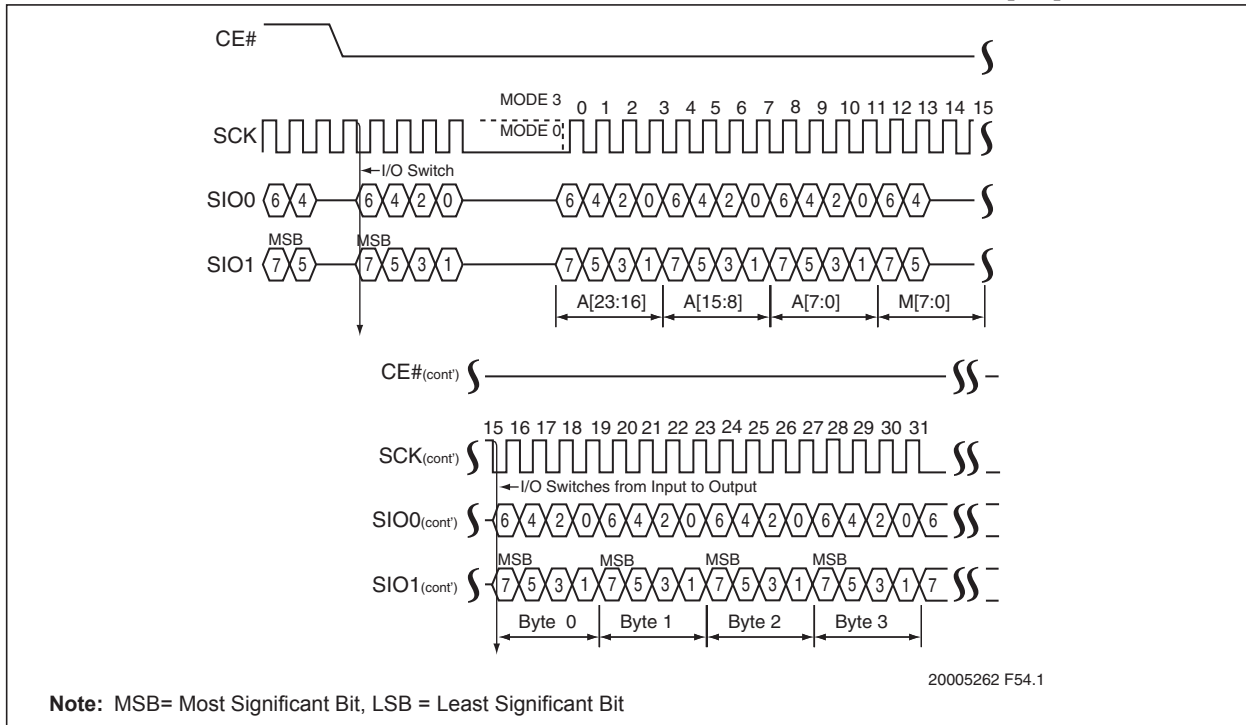 CE#
MODE 3 0 1 2 3 4 5 6 7 8 9 10 11 12 13 14 15
SCK MODE 0
I/O Switch
SIO0 6 4 6 4 2 0 6 4 2 0 6 4 2 0 6 4 2 0 6 4
MSB MSB
SIO1 7 5 7 5 3 1 7 5 3 1 7 5 3 1 7 5 3 1 7 5
A[23:16] A[15:8] A[7:0] M[7:0]
CE#(cont')
15 16 17 18 19 20 21 22 23 24 25 26 27 28 29 30 31
SCK(cont')
I/O Switches from Input to Output
SIO0(cont') 6 4 2 0 6 4 2 0 6 4 2 0 6 4 2 0 6
MSB MSB MSB MSB
SIO1(cont') 7 5 3 1 7 5 3 1 7 5 3 1 7 5 3 1 7
Byte 0 Byte 1 Byte 2 Byte 3
20005262 F54.1
Note: MSB= Most Significant Bit, LSB = Least Significant Bit